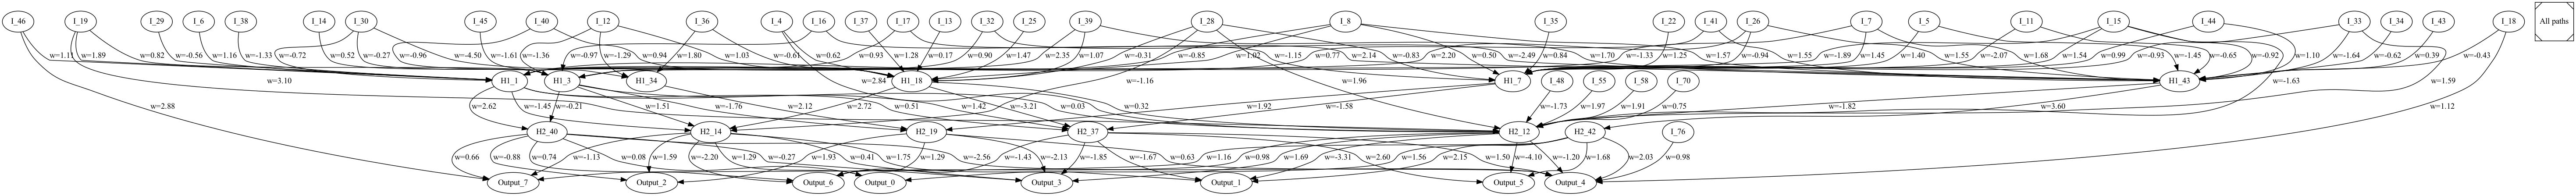 I_46 I_19 I_29 I_6 I_38 I_14 I_30 I_45 I_40 I_12 I_36 I_4 I_16 I_37 I_17 I_13 I_32 I_25 I_39 I_28 I_8 I_35 I_22 I_41 I_26 I_7 I_5 I_11 I_15 I_44 I_33 I_34 I_43 I_18 All paths
w=1.11 w=1.89 w=0.82 w=-0.56 w=1.16 w=-1.33 w=-0.72 w=0.52 w=-0.27 w=-0.96 w=-4.50 w=-1.61 w=-1.36 w=-0.97 w=-1.29 w=0.94 w=1.80 w=1.03 w=-0.61 w=0.62 w=0.93 w=1.28 w=0.17 w=0.90 w=1.47 w=2.35 w=1.07 w=-0.31 w=-0.85 w=1.02 w=-1.15 w=0.77 w=2.14 w=-0.83 w=2.20 w=0.50 w=-2.49 w=0.84 w=1.70 w=1.33 w=1.25 w=1.57 w=-0.94 w=1.89 w=1.45 w=1.55 w=1.40 w=1.55 w=-2.07 w=1.68 w=1.54 w=-1.45 w=0.99 w=-0.65 w=-0.93 w=-0.92 w=1.10 w=-1.64 w=-0.62 w=0.39 w=-0.43
H1_1 H1_3 H1_34 H1_18 H1_7 I_48 I_55 I_58 I_70 H1_43
w=3.10 w=2.84 w=-1.16 w=1.96 w=-1.63 w=1.59
w=2.88 w=2.62 w=-1.45 w=-0.21 w=1.51 w=-1.76 w=2.12 w=2.72 w=0.51 w=1.42 w=-3.21 w=0.03 w=0.32 w=1.92 w=-1.58 w=-1.73 w=1.97 w=1.91 w=0.75 w=-1.82 w=3.60 w=1.12
H2_40 H2_14 H2_19 H2_37 H2_12 H2_42 I_76
w=0.66 w=-0.88 w=0.74 w=-1.13 w=0.08 w=1.59 w=-2.20 w=1.29 w=-0.27 w=1.93 w=0.41 w=1.75 w=1.29 w=-2.56 w=-1.43 w=-2.13 w=-1.85 w=-1.67 w=0.63 w=1.16 w=0.98 w=1.69 w=-3.31 w=2.60 w=1.56 w=2.15 w=1.50 w=-4.10 w=-1.20 w=1.68 w=2.03 w=0.98
Output_7 Output_2 Output_6 Output_0 Output_3 Output_1 Output_5 Output_4